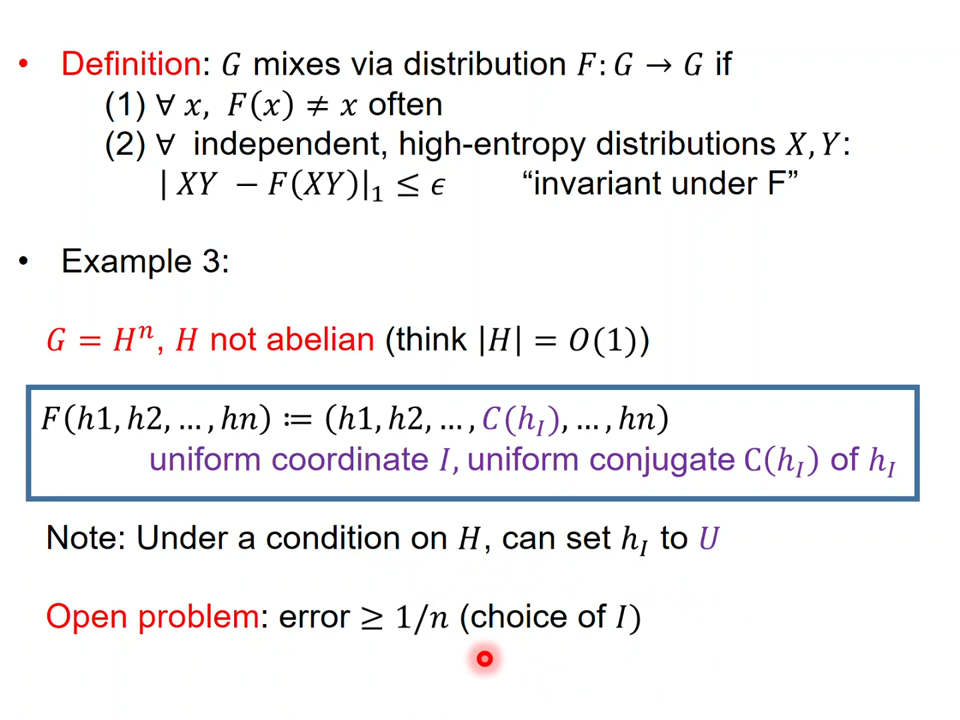 • Definition: G mixes via distribution F: G → G if
(1) ∀ x, F(x) ≠ x often
(2) ∀ independent, high-entropy distributions X, Y:
| XY − F(XY)|₁ ≤ ϵ “invariant under F”
• Example 3:
G = Hⁿ, H not abelian (think |H| = O(1))
F(h1, h2, …, hn) ≔ (h1, h2, …, C(h_I), …, hn)
uniform coordinate I, uniform conjugate C(h_I) of h_I
Note: Under a condition on H, can set h_I to U
Open problem: error ≥ 1/n (choice of I)